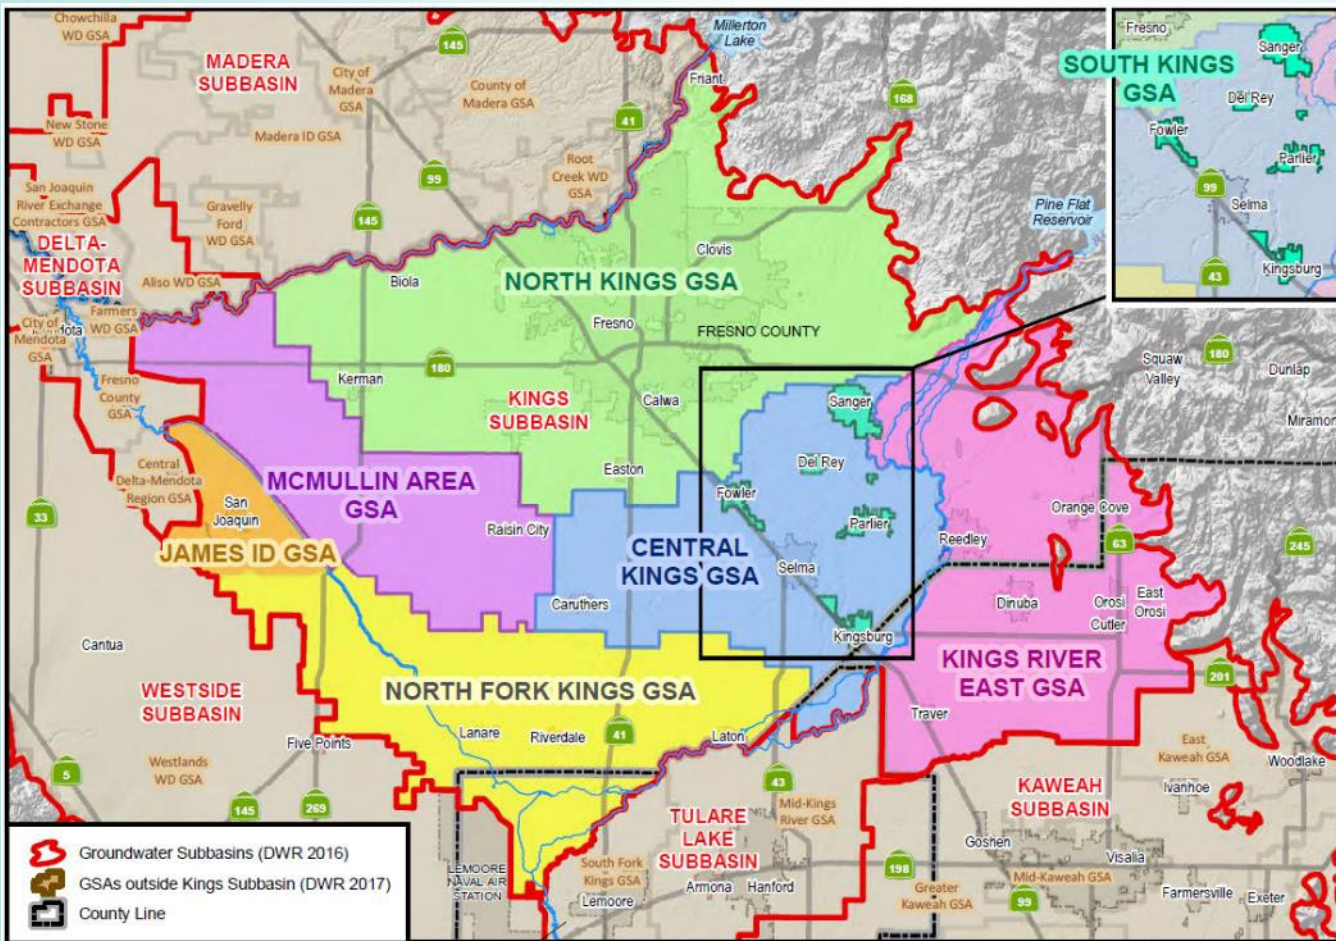 Chowchilla
WD GSA
MADERA
SUBBASIN
145
City of
Madera
GSA
County of
Madera GSA
Millerton
Lake
Friant
168
41
New Stone
WD GSA
Madera ID GSA
99
Root
Creek WD
GSA
San Joaquin
River Exchange
Contractors GSA
Gravelly
Ford
WD GSA
145
DELTA-
MENDOTA
SUBBASIN
Aliso WD GSA
Biola
Clovis
NORTH KINGS GSA
Pine Flat
Reservoir
Fresno
SOUTH KINGS
GSA
Sanger
Del Rey
Fowler
Parlier
99
Selma
43
Kingsburg
City of
Mendota
GSA
Farmers
WD GSA
Fresno
FRESNO COUNTY
180
Kerman
Fresno
County
GSA
KINGS
SUBBASIN
Calwa
Sanger
Squaw
Valley
180
Dunlap
Miramon
Central
Delta-Mendota
Region GSA
MCMULLIN AREA
GSA
Easton
Del Rey
Fowler
San
Joaquin
Raisin City
Parlier
Orange Cove
33
JAMES ID GSA
CENTRAL
KINGS GSA
Selma
Reedley
63
245
Caruthers
Dinuba
Orosi
Cutler
East
Orosi
Kingsburg
Cantua
WESTSIDE
SUBBASIN
NORTH FORK KINGS GSA
KINGS RIVER
EAST GSA
201
Traver
Five Points
Lanare
Riverdale
41
Laton
East
Kaweah GSA
Woodlake
Westlands
WD GSA
5
145
269
43
Mid-Kings
River GSA
KAWEAH
SUBBASIN
Ivanhoe
TULARE
LAKE
SUBBASIN
Goshen
Visalia
Mid-Kaweah GSA
198
99
South Fork
Kings GSA
Armona
Hanford
Lemoore
LEMOORE
NAVAL AIR
STATION
Greater
Kaweah GSA
Farmersville
Exeter
Groundwater Subbasins (DWR 2016)
GSAs outside Kings Subbasin (DWR 2017)
County Line